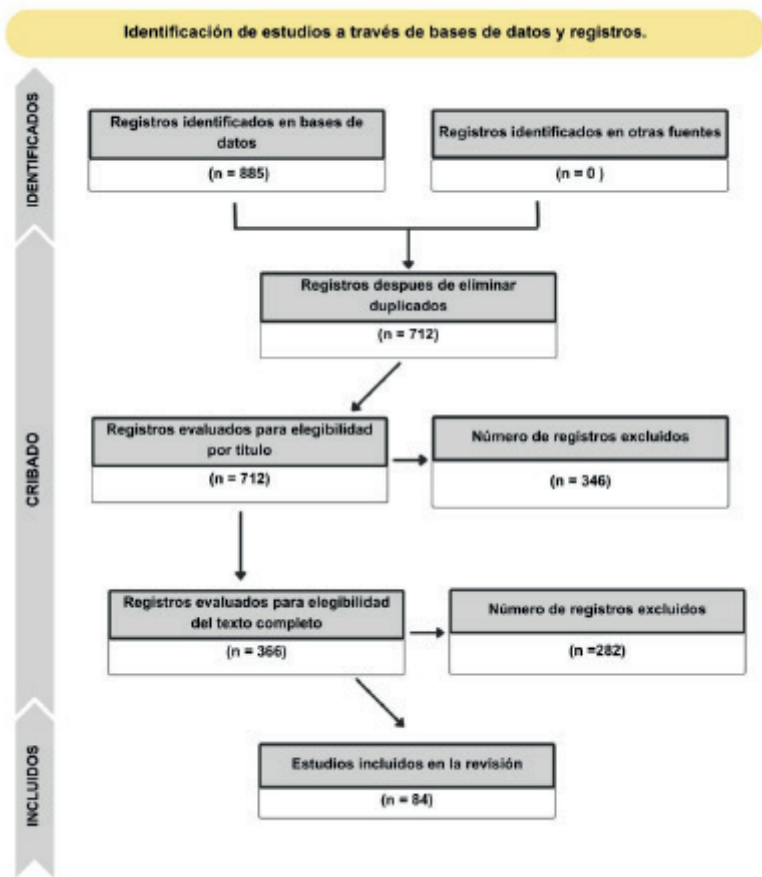 Identificación de estudios a través de bases de datos y registros.
IDENTIFICADOS
Registros identificados en bases de
datos
(n = 885)
Registros identificados en otras fuentes
(n = 0 )
CRIBADO
Registros despues de eliminar
duplicados
(n = 712)
Registros evaluados para elegibilidad
por titulo
(n = 712)
Número de registros excluidos
(n = 346)
Registros evaluados para elegibilidad
del texto completo
(n = 366)
Número de registros excluidos
(n =282)
INCLUIDOS
Estudios incluidos en la revisión
(n = 84)